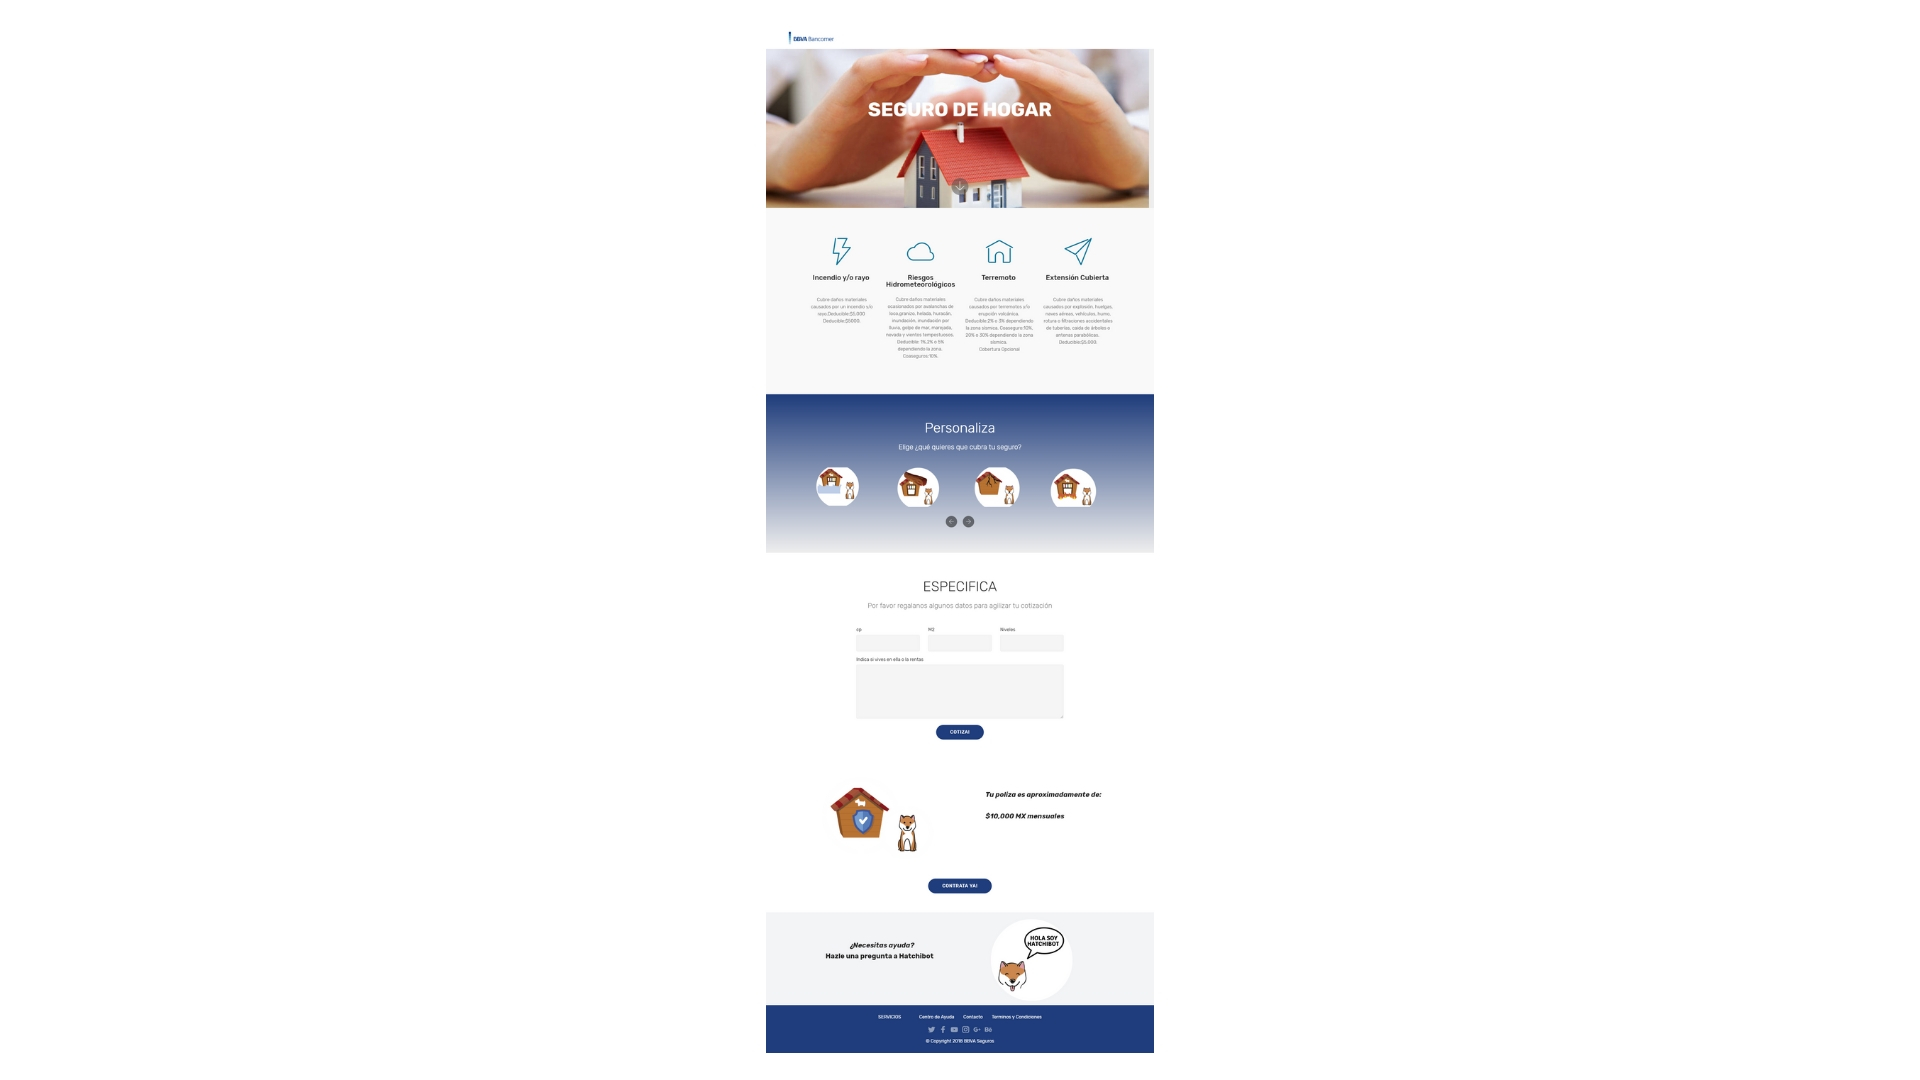 BBVA Bancomer
SEGURO DE HOGAR
Incendio y/o rayo
Cubre daños materiales
causados por un incendio y/o
rayo.Deducible:$5,000
Deducible:$5000.
Riesgos
Hidrometeorológicos
Cubre daños materiales
ocasionados por avalanchas de
lodo,granizo, helada, huracán,
inundación, inundación por
lluvia, golpe de mar, marejada,
nevada y vientos tempestuosos.
Deducible: 1%,2% o 5%
dependiendo la zona.
Coaseguros:10%.
Terremoto
Cubre daños materiales
causados por terremotos y/o
erupción volcánica.
Deducible:2% o 3% dependiendo
la zona sísmica. Coaseguro:10%,
20% o 30% dependiendo la zona
sísmica.
Cobertura Opcional
Extensión Cubierta
Cubre daños materiales
causados por explosión, huelgas,
naves aéreas, vehículos, humo,
rotura o filtraciones accidentales
de tuberías; caída de árboles o
antenas parabólicas.
Deducible:$5,000.
Personaliza
Elige ¿qué quieres que cubra tu seguro?
ESPECIFICA
Por favor regalanos algunos datos para agilizar tu cotización
cp
M2
Niveles
Indica si vives en ella o la rentas
COTIZA!
Tu poliza es aproximadamente de:
$10,000 MX mensuales
CONTRATA YA!
¿Necesitas ayuda?
Hazle una pregunta a Hatchibot
HOLA SOY
HATCHIBOT
SERVICIOS Centro de Ayuda Contacto Terminos y Condiciones
G+ Bē
© Copyright 2018 BBVA Seguros